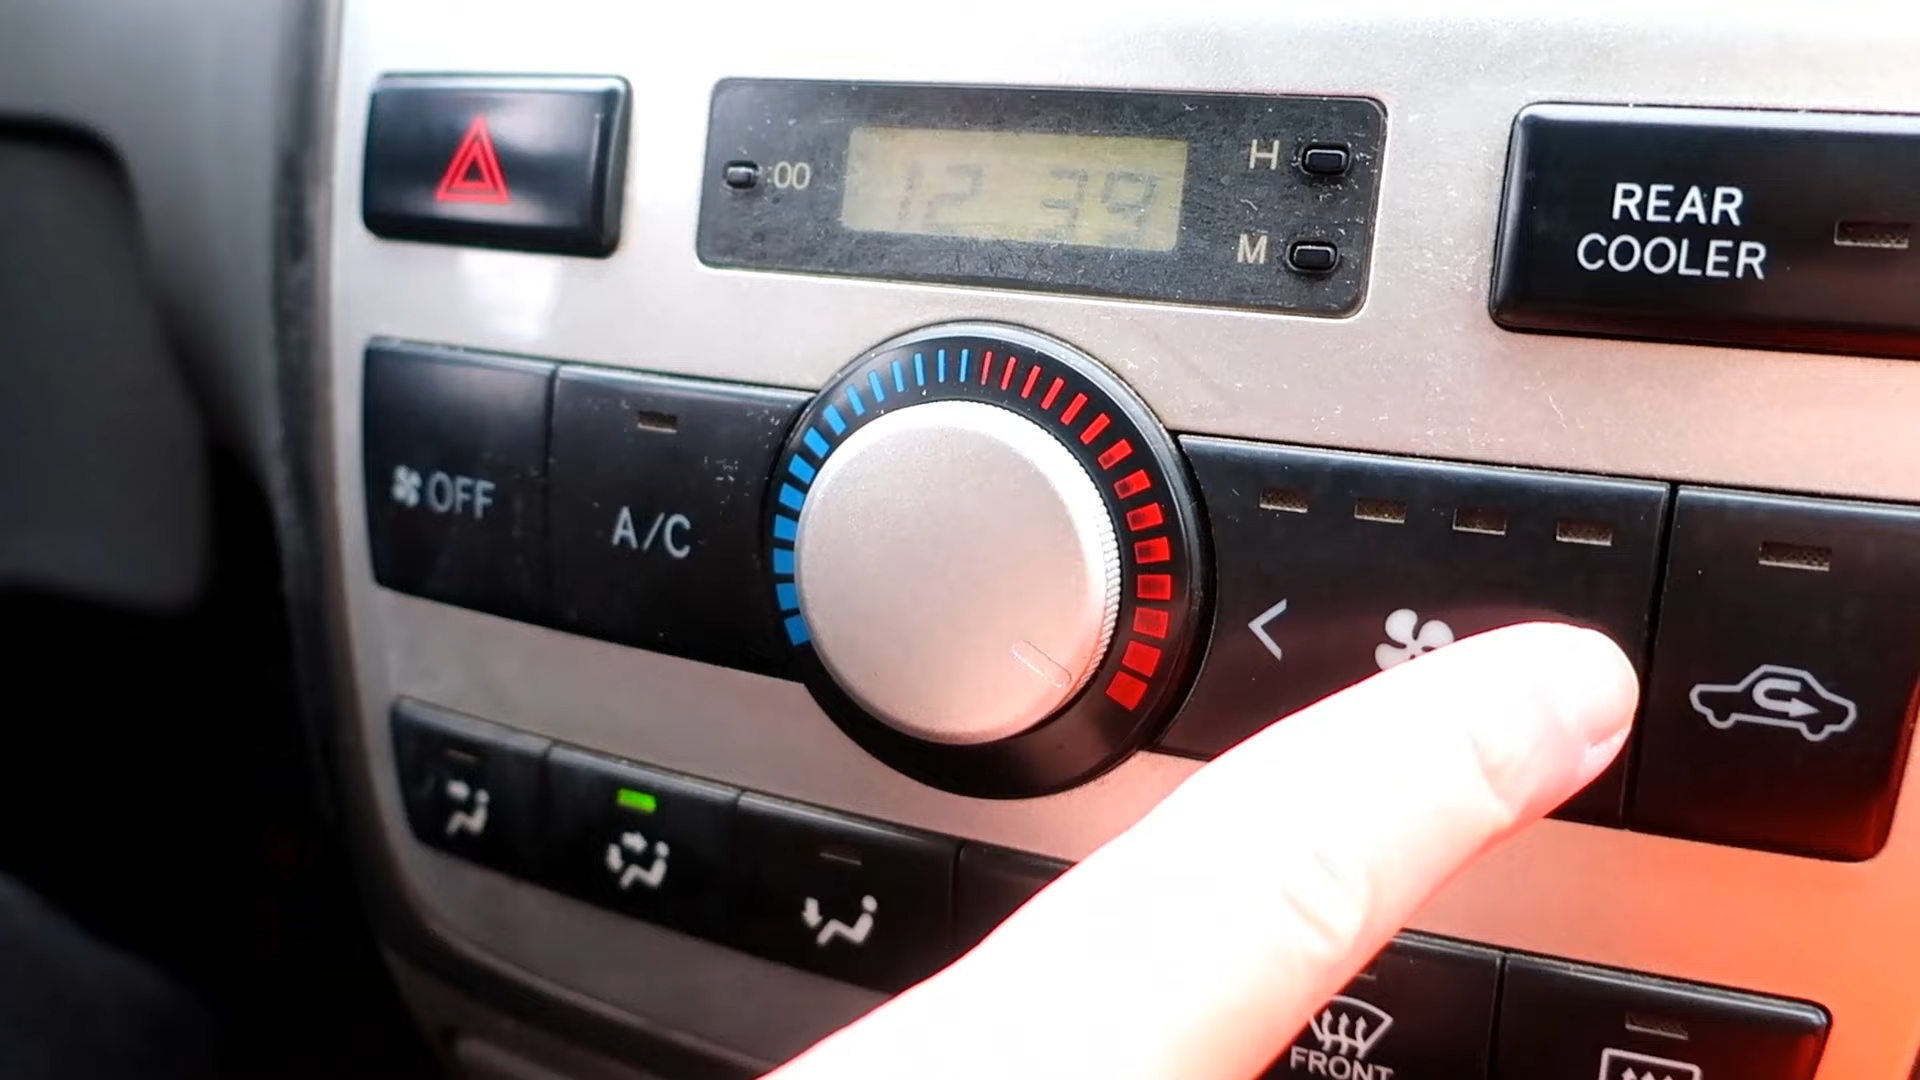 :00
12 39
H
M
REAR
COOLER
OFF
A/C
FRONT